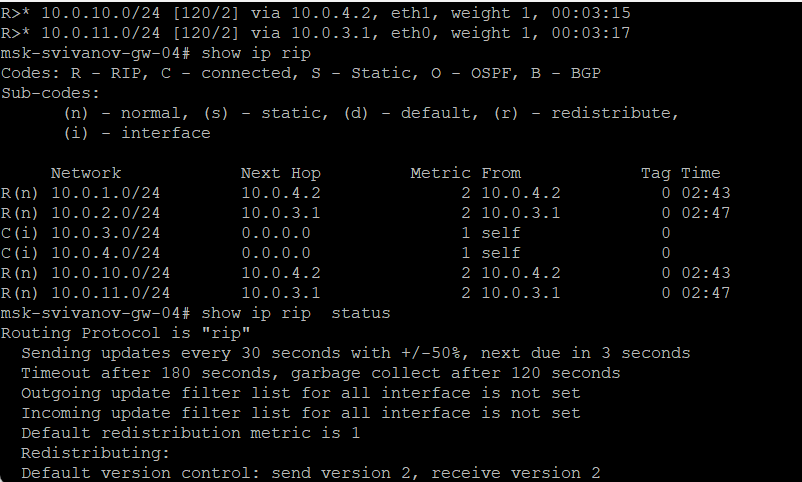 R>* 10.0.10.0/24 [120/2] via 10.0.4.2, eth1, weight 1, 00:03:15
R>* 10.0.11.0/24 [120/2] via 10.0.3.1, eth0, weight 1, 00:03:17
msk-svivanov-gw-04# show ip rip
Codes: R - RIP, C - connected, S - Static, O - OSPF, B - BGP
Sub-codes:
      (n) - normal, (s) - static, (d) - default, (r) - redistribute,
      (i) - interface

     Network            Next Hop         Metric From            Tag Time
R(n) 10.0.1.0/24        10.0.4.2              2 10.0.4.2          0 02:43
R(n) 10.0.2.0/24        10.0.3.1              2 10.0.3.1          0 02:47
C(i) 10.0.3.0/24        0.0.0.0               1 self              0
C(i) 10.0.4.0/24        0.0.0.0               1 self              0
R(n) 10.0.10.0/24       10.0.4.2              2 10.0.4.2          0 02:43
R(n) 10.0.11.0/24       10.0.3.1              2 10.0.3.1          0 02:47
msk-svivanov-gw-04# show ip rip  status
Routing Protocol is "rip"
  Sending updates every 30 seconds with +/-50%, next due in 3 seconds
  Timeout after 180 seconds, garbage collect after 120 seconds
  Outgoing update filter list for all interface is not set
  Incoming update filter list for all interface is not set
  Default redistribution metric is 1
  Redistributing:
  Default version control: send version 2, receive version 2